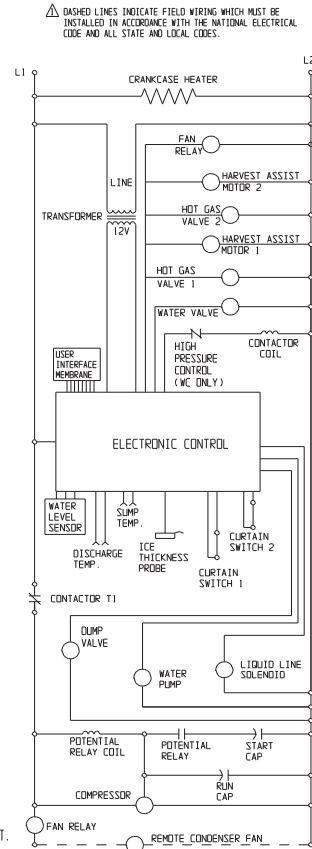 DASHED LINES INDICATE FIELD WIRING WHICH MUST BE
INSTALLED IN ACCORDANCE WITH THE NATIONAL ELECTRICAL
CODE AND ALL STATE AND LOCAL CODES.
L1
L2
CRANKCASE HEATER
FAN
RELAY
LINE
HARVEST ASSIST
MOTOR 2
TRANSFORMER
HOT GAS
VALVE 2
12V
HARVEST ASSIST
MOTOR 1
HOT GAS
VALVE 1
WATER VALVE
HIGH
PRESSURE
CONTROL
(WC ONLY)
CONTACTOR
COIL
USER
INTERFACE
MEMBRANE
ELECTRONIC CONTROL
WATER
LEVEL
SENSOR
SUMP
TEMP.
DISCHARGE
TEMP.
ICE
THICKNESS
PROBE
CURTAIN
SWITCH 2
CURTAIN
SWITCH 1
CONTACTOR T1
DUMP
VALVE
WATER
PUMP
LIQUID LINE
SOLENOID
POTENTIAL
RELAY COIL
POTENTIAL
RELAY
START
CAP
RUN
CAP
COMPRESSOR
T.
FAN RELAY
REMOTE CONDENSER FAN